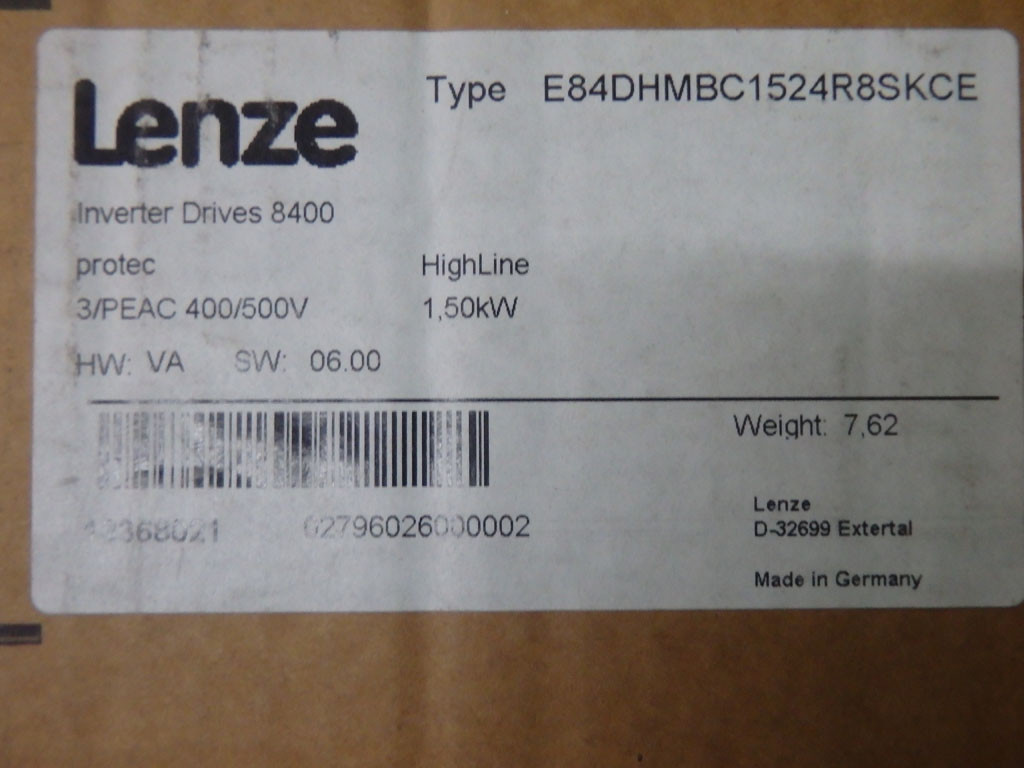 Lenze
Type E84DHMBC1524R8SKCE
Inverter Drives 8400
protec HighLine
3/PEAC 400/500V 1,50kW
HW: VA SW: 06.00
Weight: 7,62
02796026000002
Lenze
D-32699 Extertal
Made in Germany